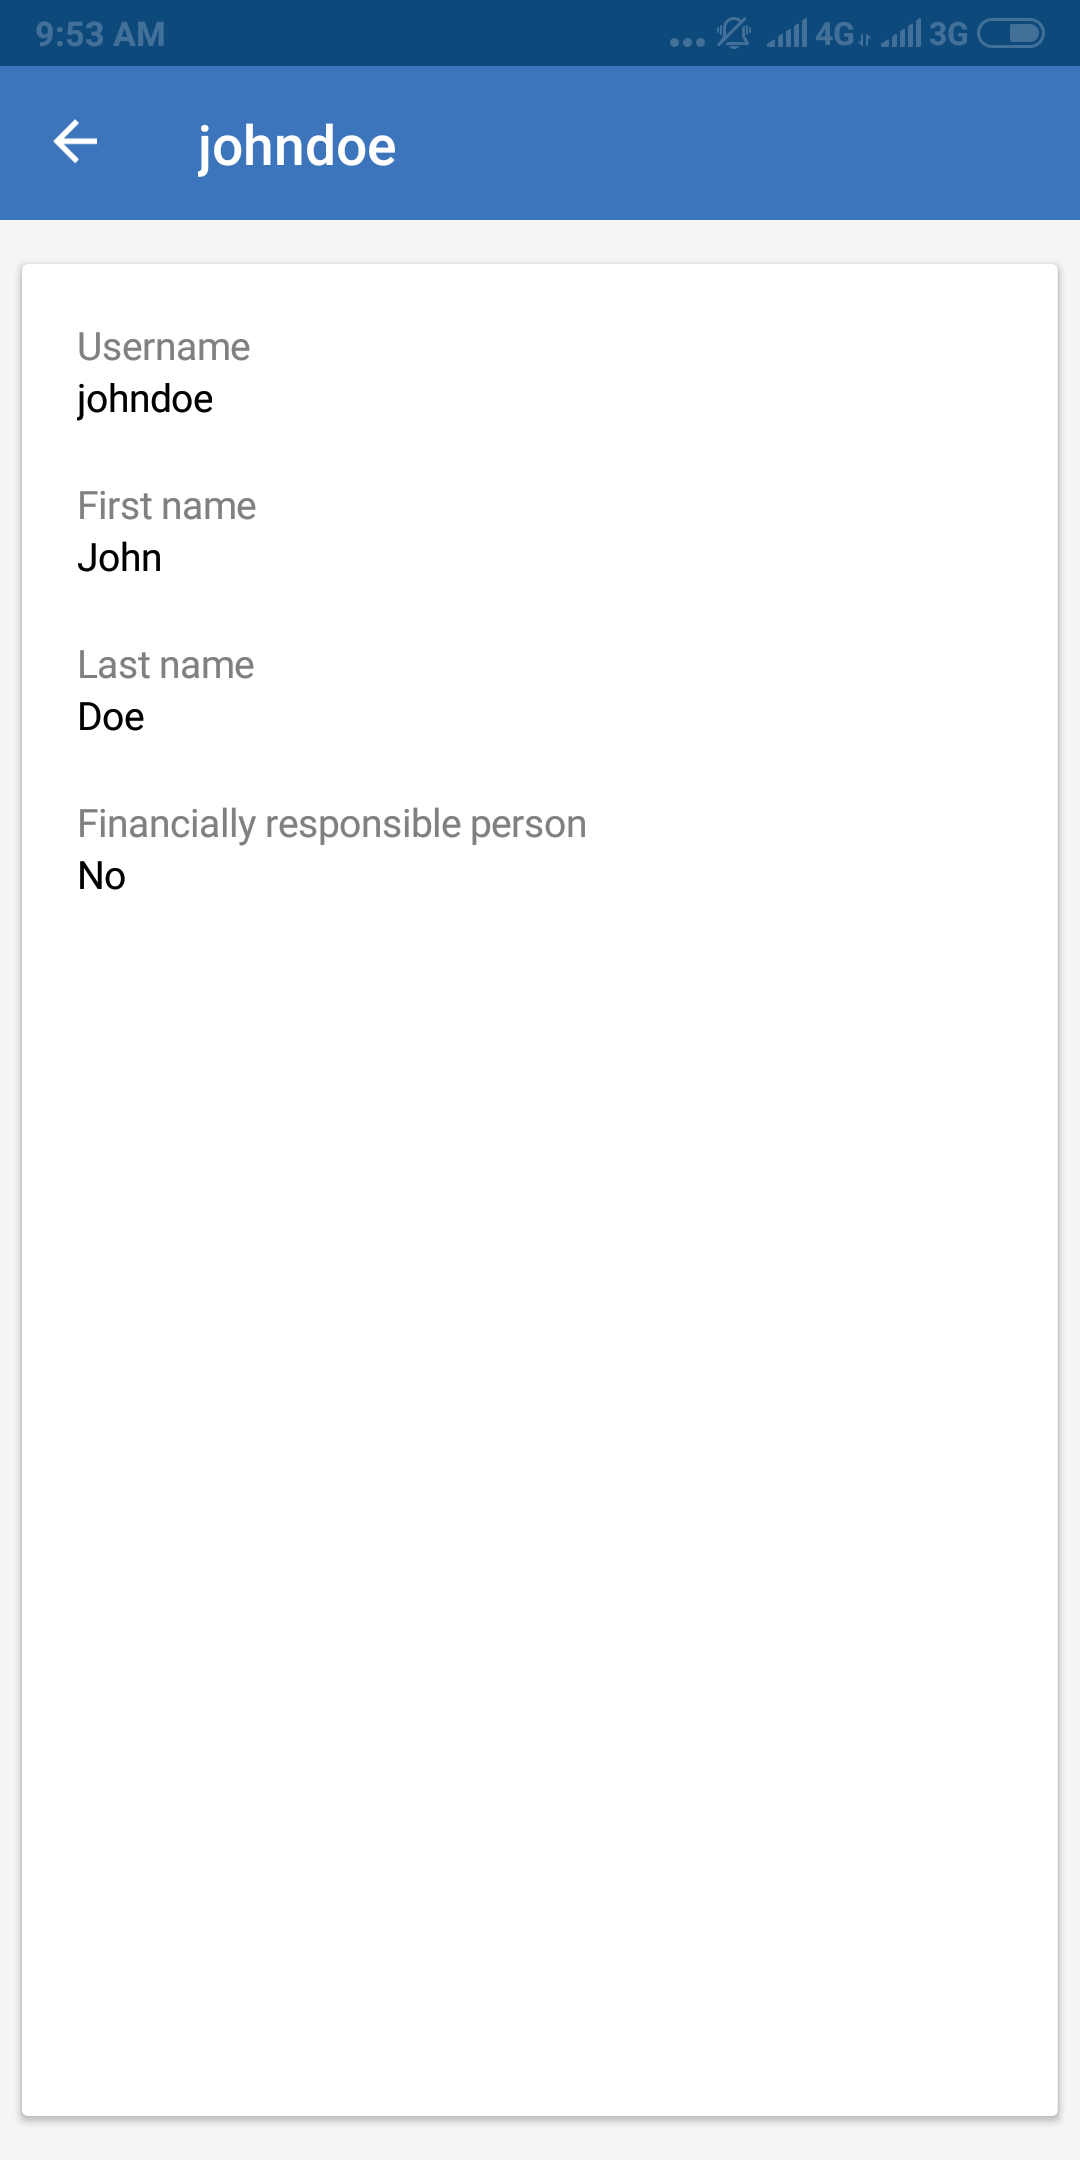 9:53 AM 4G 3G
johndoe
Username
johndoe
First name
John
Last name
Doe
Financially responsible person
No